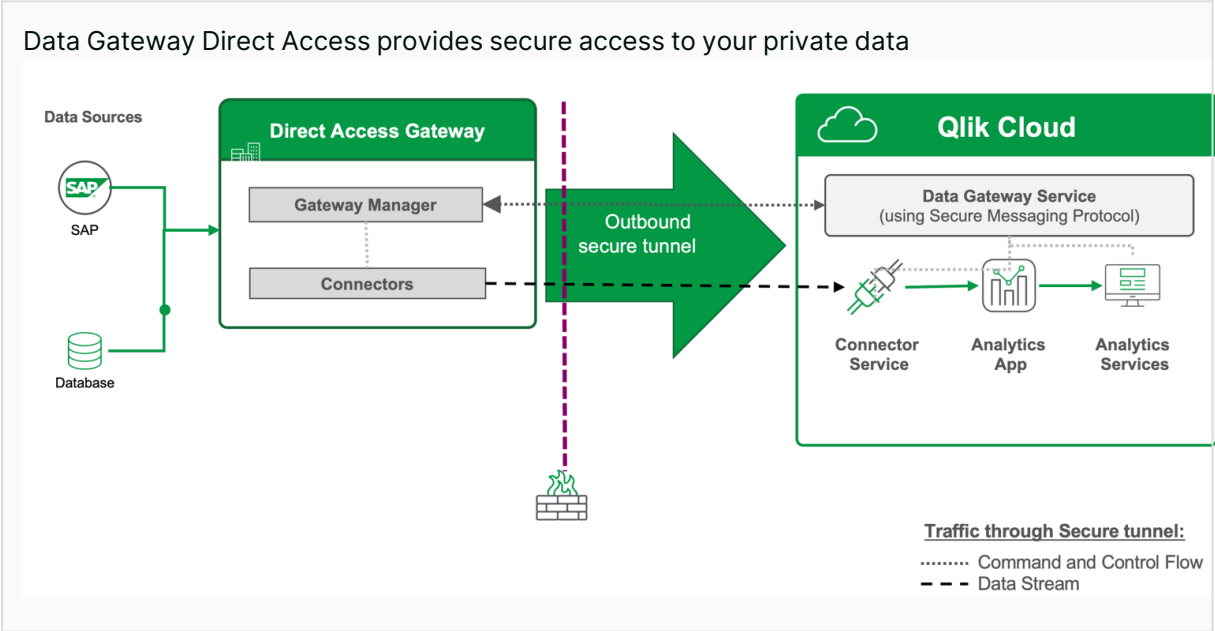 Data Gateway Direct Access provides secure access to your private data
Data Sources
SAP
SAP
Database
Direct Access Gateway
Gateway Manager
Connectors
Outbound
secure tunnel
Qlik Cloud
Data Gateway Service
(using Secure Messaging Protocol)
Connector
Service
Analytics
App
Analytics
Services
Traffic through Secure tunnel:
Command and Control Flow
Data Stream